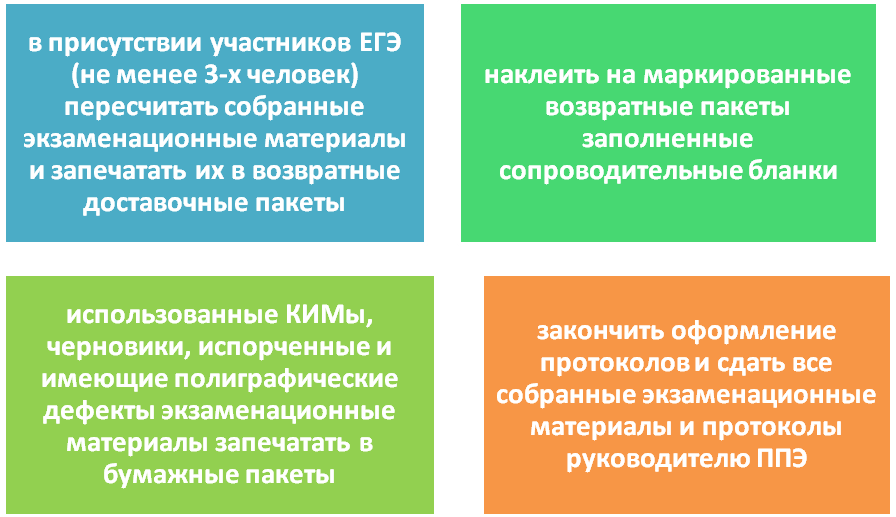 в присутствии участников ЕГЭ
(не менее 3-х человек)
пересчитать собранные
экзаменационные материалы
и запечатать их в возвратные
доставочные пакеты
наклеить на маркированные
возвратные пакеты
заполненные
сопроводительные бланки
использованные КИМы,
черновики, испорченные и
имеющие полиграфические
дефекты экзаменационные
материалы запечатать в
бумажные пакеты
закончить оформление
протоколов и сдать все
собранные экзаменационные
материалы и протоколы
руководителю ППЭ